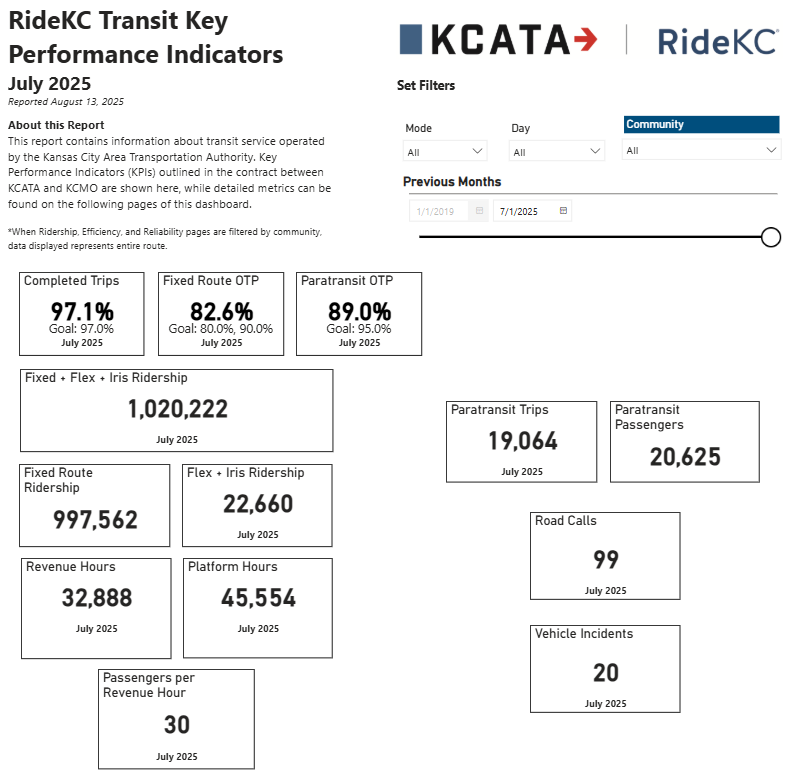 RideKC Transit Key
Performance Indicators
July 2025
Reported August 13, 2025
About this Report
This report contains information about transit service operated
by the Kansas City Area Transportation Authority. Key
Performance Indicators (KPIs) outlined in the contract between
KCATA and KCMO are shown here, while detailed metrics can be
found on the following pages of this dashboard.
*When Ridership, Efficiency, and Reliability pages are filtered by community,
data displayed represents entire route.
KCATA
RideKC
Set Filters
Mode
All
Day
All
Community
All
Previous Months
1/1/2019
7/1/2025
Completed Trips
97.1%
Goal: 97.0%
July 2025
Fixed Route OTP
82.6%
Goal: 80.0%, 90.0%
July 2025
Paratransit OTP
89.0%
Goal: 95.0%
July 2025
Fixed + Flex + Iris Ridership
1,020,222
July 2025
Paratransit Trips
19,064
July 2025
Paratransit
Passengers
20,625
Fixed Route
Ridership
997,562
Flex + Iris Ridership
22,660
July 2025
Road Calls
99
July 2025
Revenue Hours
32,888
July 2025
Platform Hours
45,554
July 2025
Vehicle Incidents
20
July 2025
Passengers per
Revenue Hour
30
July 2025